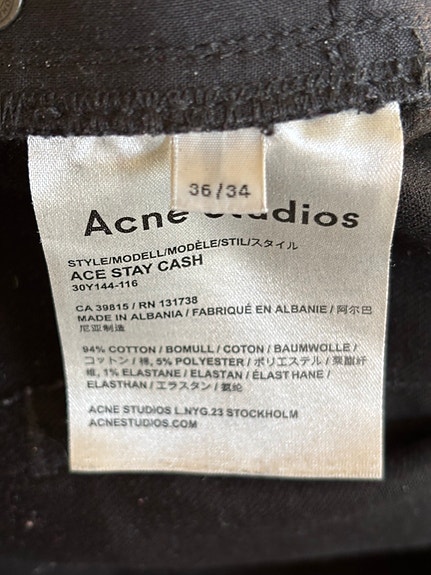 36/34
Acne Studios
STYLE/MODELL/MODÈLE/STIL/スタイル
ACE STAY CASH
30Y144-116
CA 39815 / RN 131738
MADE IN ALBANIA / FABRIQUÉ EN ALBANIE / 阿尔巴
尼亚制造
94% COTTON / BOMULL / COTON / BAUMWOLLE /
コットン / 棉, 5% POLYESTER / ポリエステル / 聚酯纤
维, 1% ELASTANE / ELASTAN / ÉLAST HANE /
ELASTHAN / エラスタン / 氨纶
ACNE STUDIOS L.NYG.23 STOCKHOLM
ACNESTUDIOS.COM